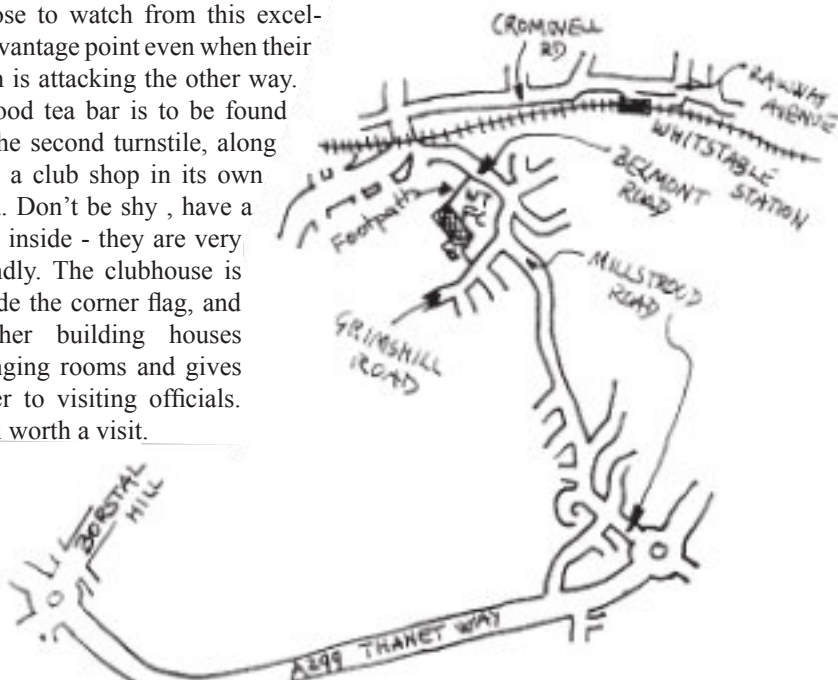 ose to watch from this excel-
vantage point even when their
n is attacking the other way.
ood tea bar is to be found
he second turnstile, along
a club shop in its own
. Don't be shy , have a
inside - they are very
ndly. The clubhouse is
de the corner flag, and
her building houses
nging rooms and gives
er to visiting officials.
worth a visit.
CROMWELL
RD
RAILWAY
AVENUE
WHITSTABLE
STATION
BELMONT
ROAD
WT
FC
Footpath
MILLSTROOD
ROAD
GRIMSHILL
ROAD
BORSTAL
HILL
A299 THANET WAY